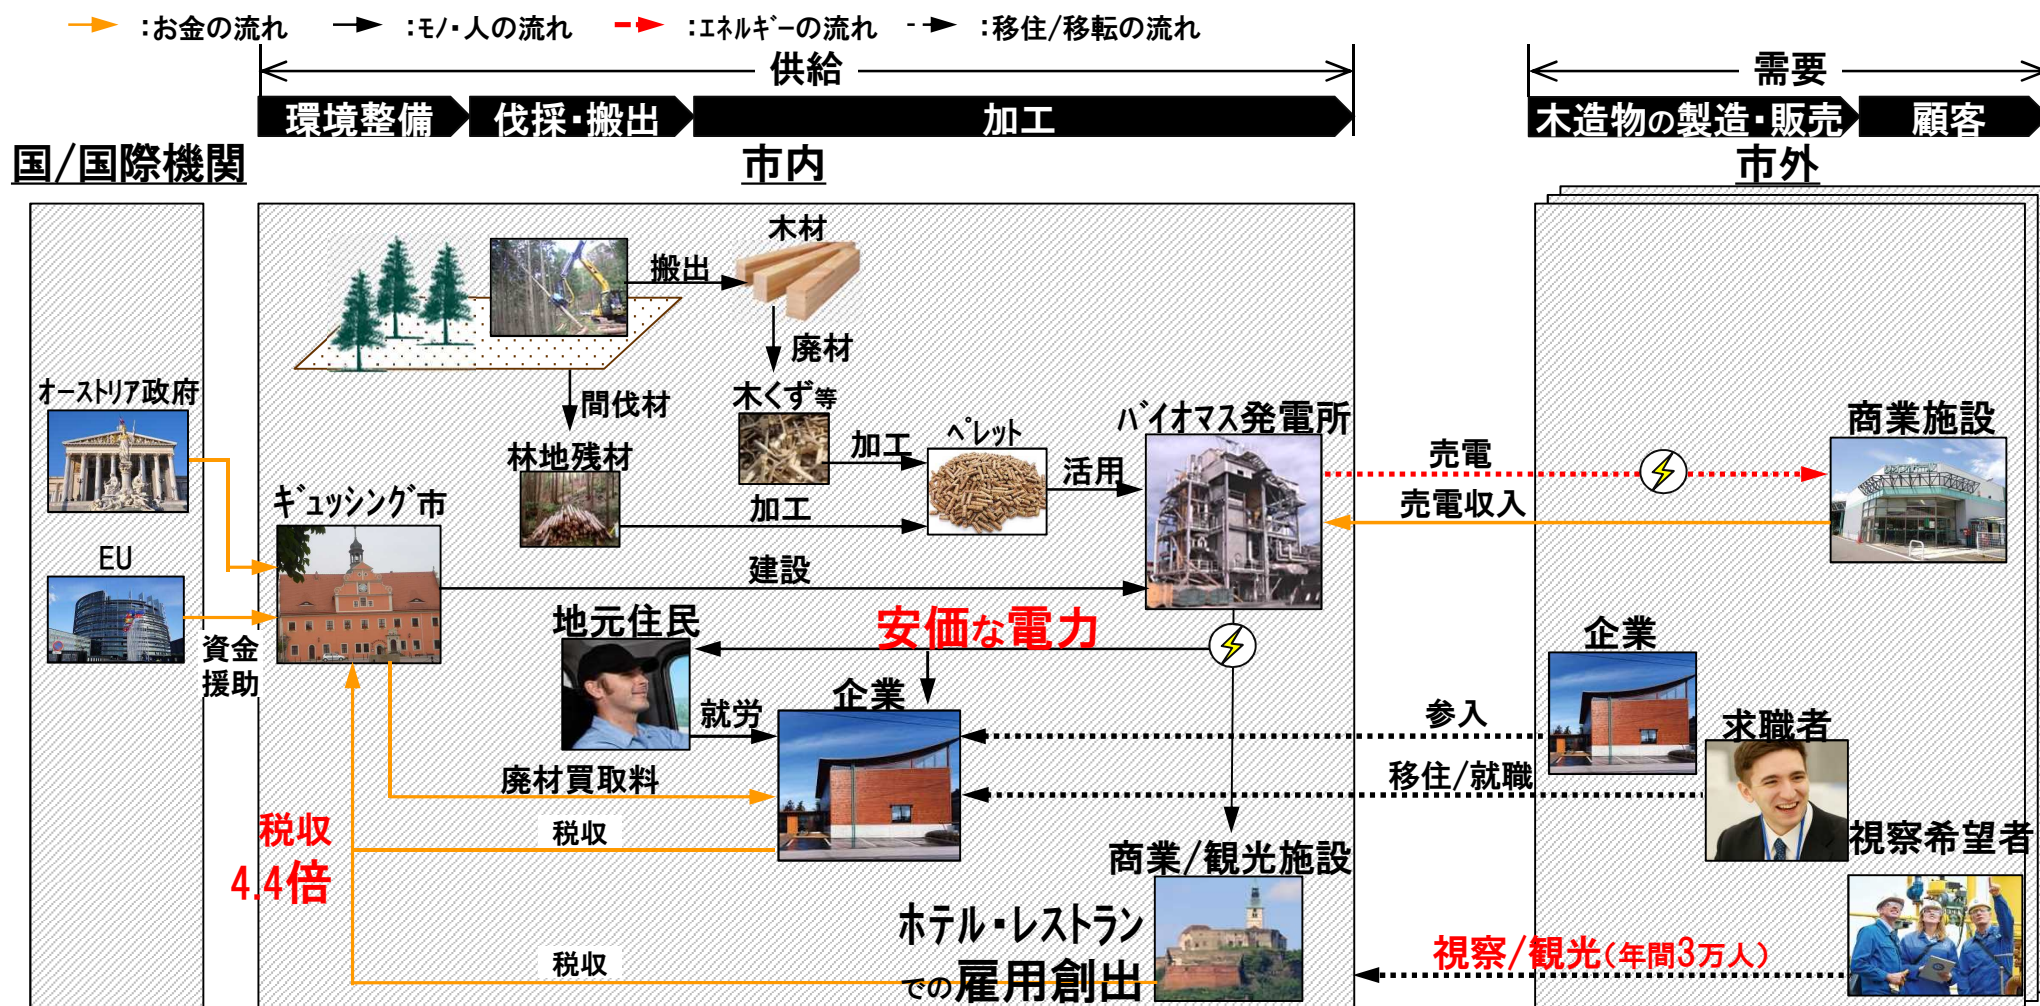 :お金の流れ
:モノ・人の流れ
:エネルギーの流れ
:移住/移転の流れ
供給
需要
環境整備
伐採・搬出
加工
木造物の製造・販売
顧客
国/国際機関
市内
市外
木材
搬出
廃材
オーストリア政府
間伐材
木くず等
バイオマス発電所
商業施設
林地残材
加工
ペレット
活用
売電
ギュッシング市
加工
売電収入
EU
建設
資金
援助
地元住民
安価な電力
企業
企業
就労
参入
求職者
廃材買取料
移住/就職
税収
4.4倍
税収
商業/観光施設
視察希望者
ホテル・レストラン
での雇用創出
税収
視察/観光(年間3万人)